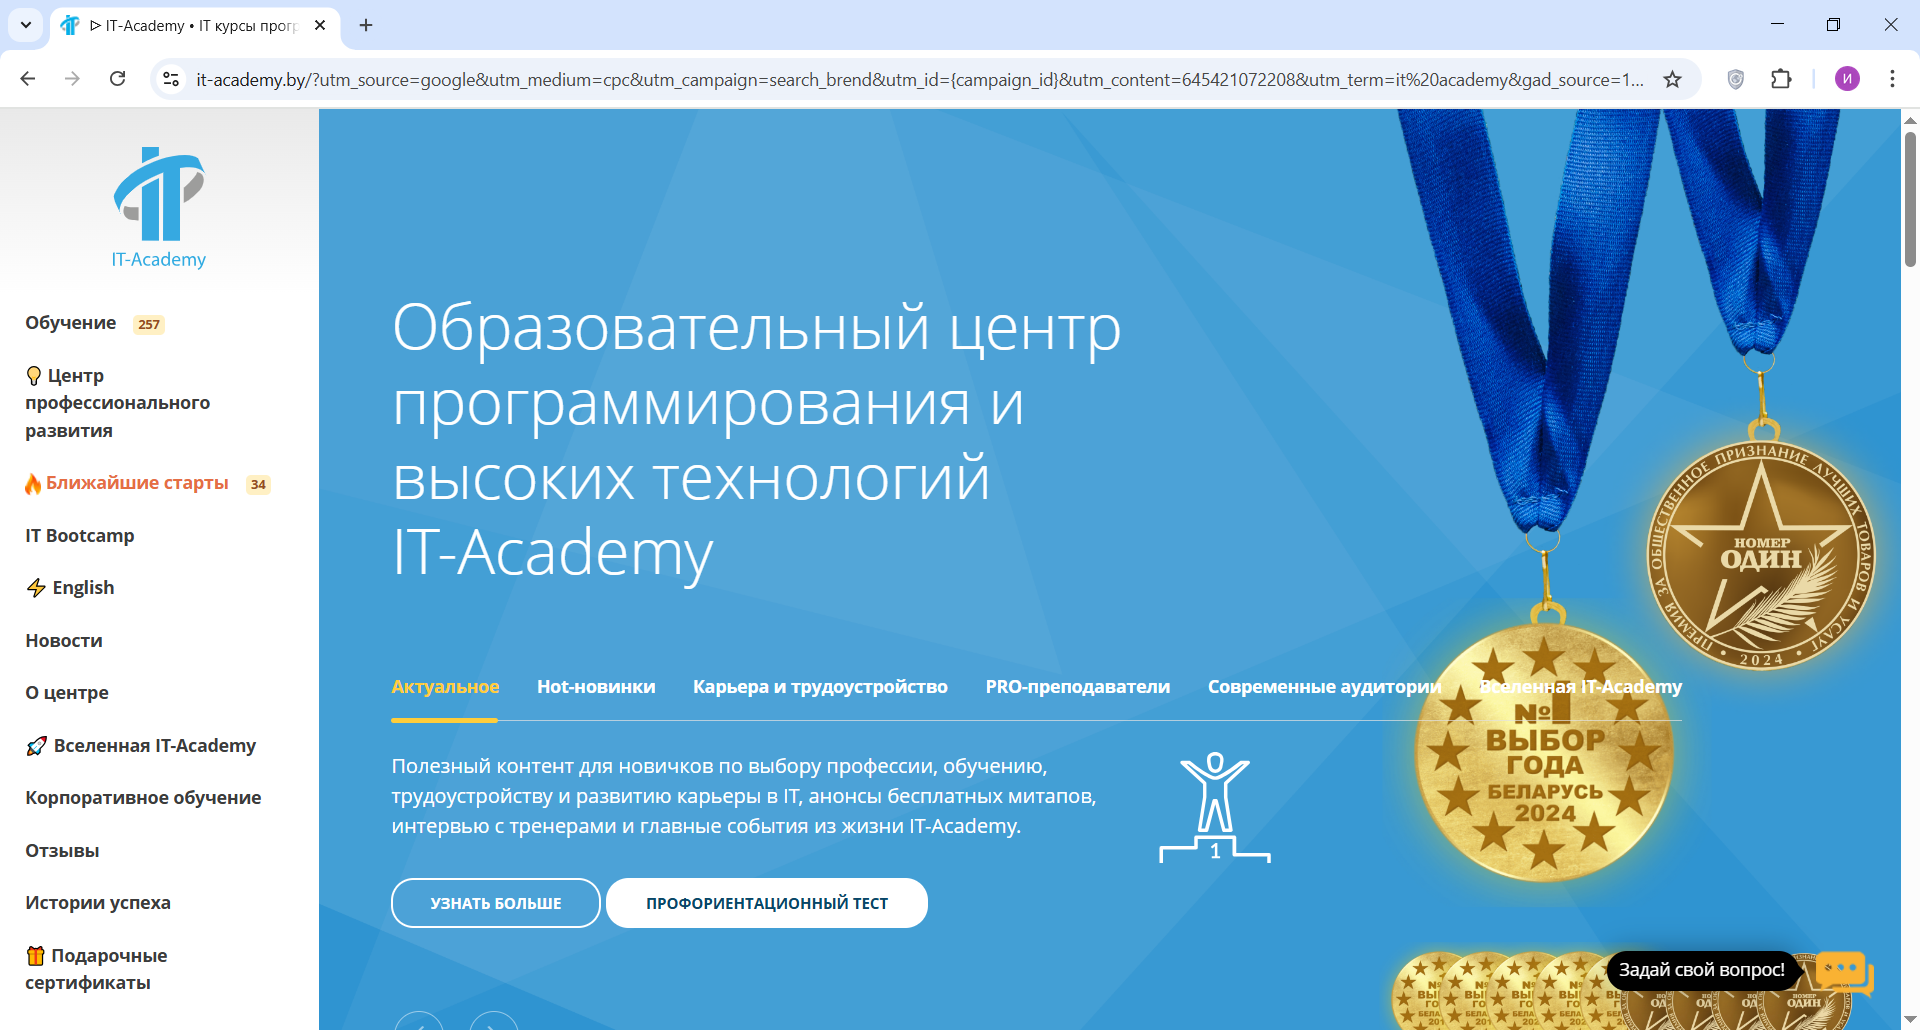 ᐅ IT-Academy • IT курсы прогр
it-academy.by/?utm_source=google&utm_medium=cpc&utm_campaign=search_brend&utm_id={campaign_id}&utm_content=645421072208&utm_term=it%20academy&gad_source=1...
И
IT-Academy
Обучение 257
Центр
профессионального
развития
Ближайшие старты 34
IT Bootcamp
English
Новости
О центре
Вселенная IT-Academy
Корпоративное обучение
Отзывы
Истории успеха
Подарочные
сертификаты
Образовательный центр
программирования и
высоких технологий
IT-Academy
Актуальное Hot-новинки Карьера и трудоустройство PRO-преподаватели Современные аудитории Вселенная IT-Academy
Полезный контент для новичков по выбору профессии, обучению,
трудоустройству и развитию карьеры в IT, анонсы бесплатных митапов,
интервью с тренерами и главные события из жизни IT-Academy.
1
УЗНАТЬ БОЛЬШЕ ПРОФОРИЕНТАЦИОННЫЙ ТЕСТ
ПРЕМИЯ ЗА ОБЩЕСТВЕННОЕ ПРИЗНАНИЕ ЛУЧШИХ ТОВАРОВ И УСЛУГ
НОМЕР
ОДИН
• 2024 •
№1
ВЫБОР
ГОДА
БЕЛАРУСЬ
2024
Задай свой вопрос!